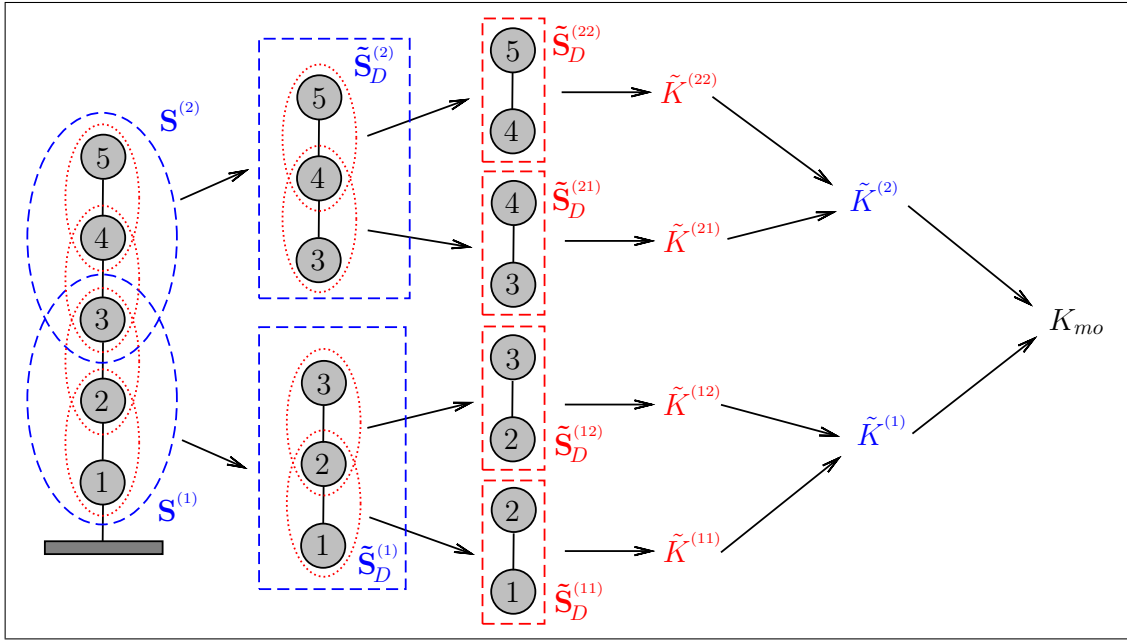 5
4
3
2
1
S^(2)
S^(1)
5
4
3
S̃_D^(2)
3
2
1
S̃_D^(1)
5
4
S̃_D^(22)
4
3
S̃_D^(21)
3
2
S̃_D^(12)
2
1
S̃_D^(11)
K̃^(22)
K̃^(21)
K̃^(12)
K̃^(11)
K̃^(2)
K̃^(1)
K_mo